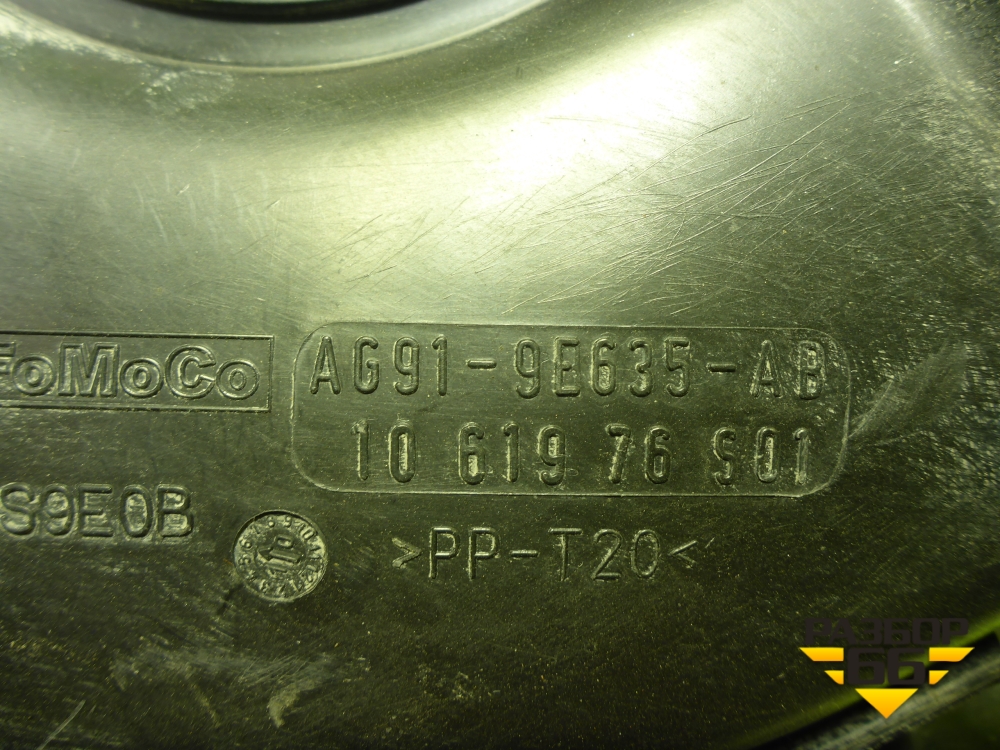 FoMoCo
AG91-9E635-AB
10 619 76 S01
S9E0B
>PP-T20<
РАЗБОР
66